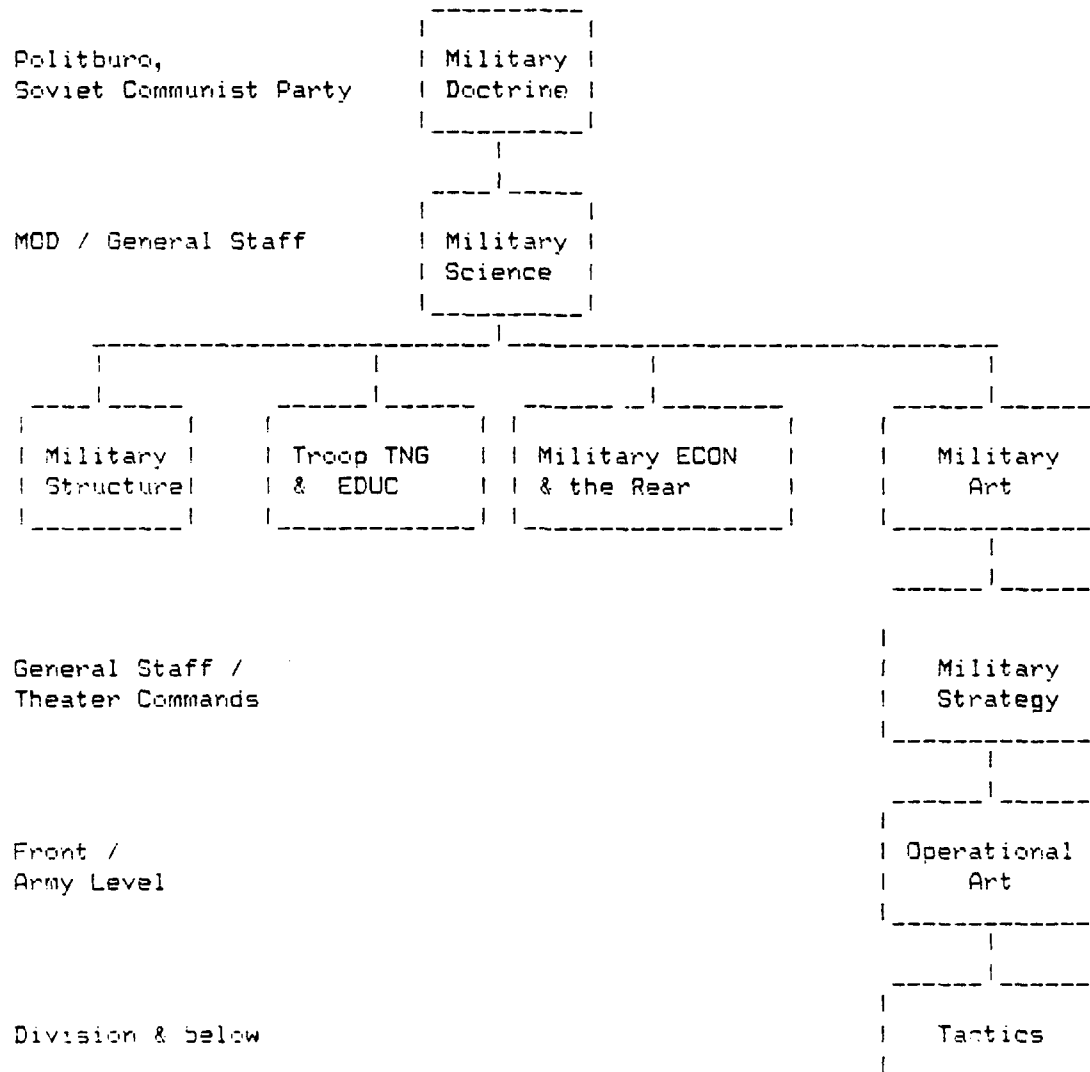 Politburo,
Soviet Communist Party
Military
Doctrine
MOD / General Staff
Military
Science
Military
Structure
Troop TNG
& EDUC
Military ECON
& the Rear
Military
Art
General Staff /
Theater Commands
Military
Strategy
Front /
Army Level
Operational
Art
Division & below
Tactics